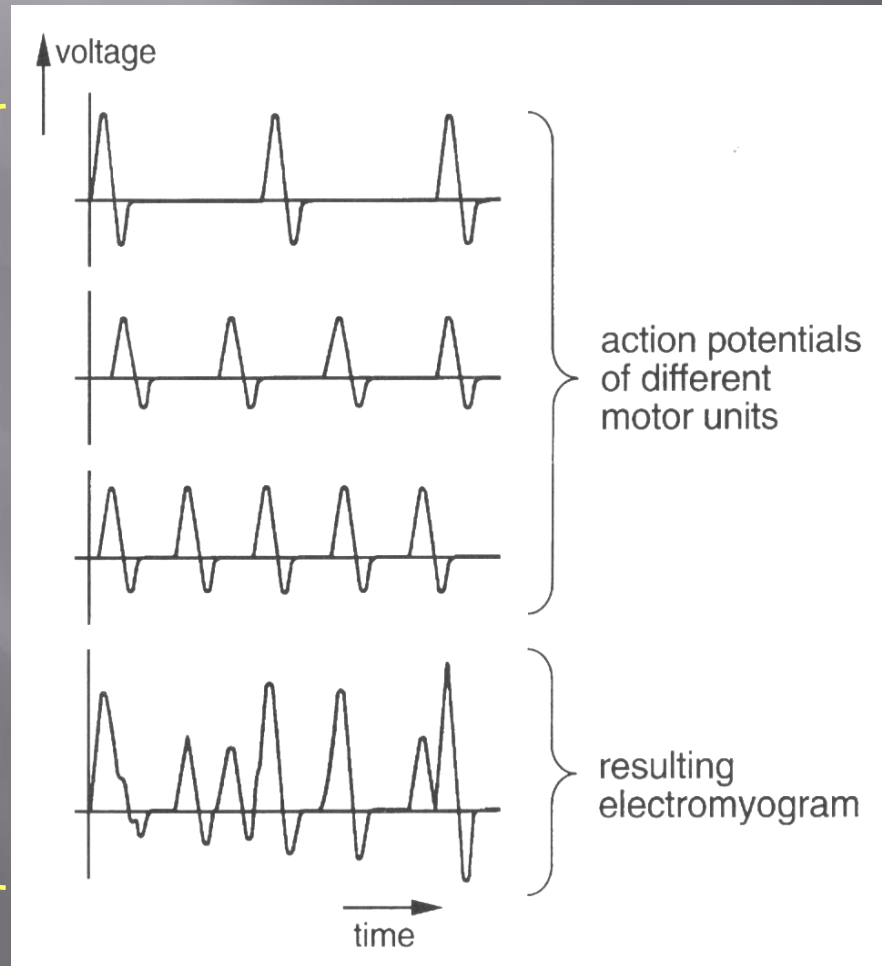 voltage
action potentials
of different
motor units
resulting
electromyogram
time